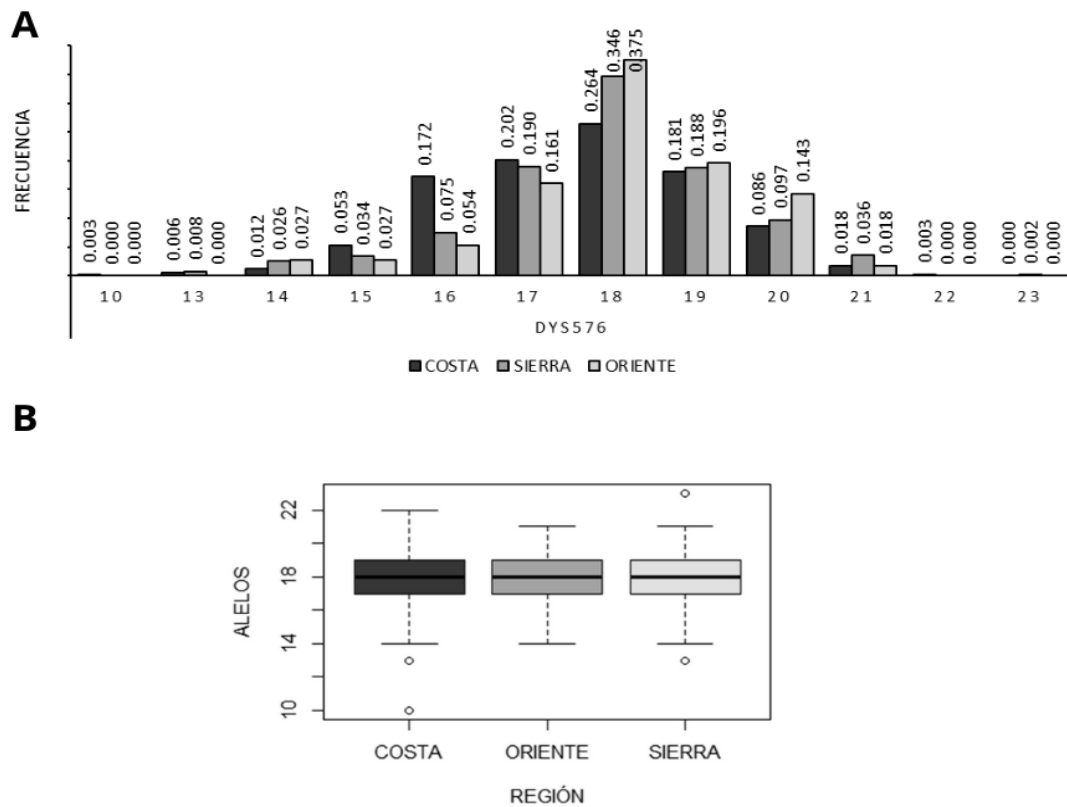 A
FRECUENCIA
0.003 0.000 0.000
0.006 0.008 0.000
0.012 0.026 0.027
0.053 0.034 0.027
0.172 0.075 0.054
0.202 0.190 0.161
0.264 0.346 0.375
0.181 0.188 0.196
0.086 0.097 0.143
0.018 0.036 0.018
0.003 0.000 0.000
0.000 0.002 0.000
10 13 14 15 16 17 18 19 20 21 22 23
DYS576
COSTA SIERRA ORIENTE
B
ALELOS
22
18
14
10
COSTA ORIENTE SIERRA
REGIÓN